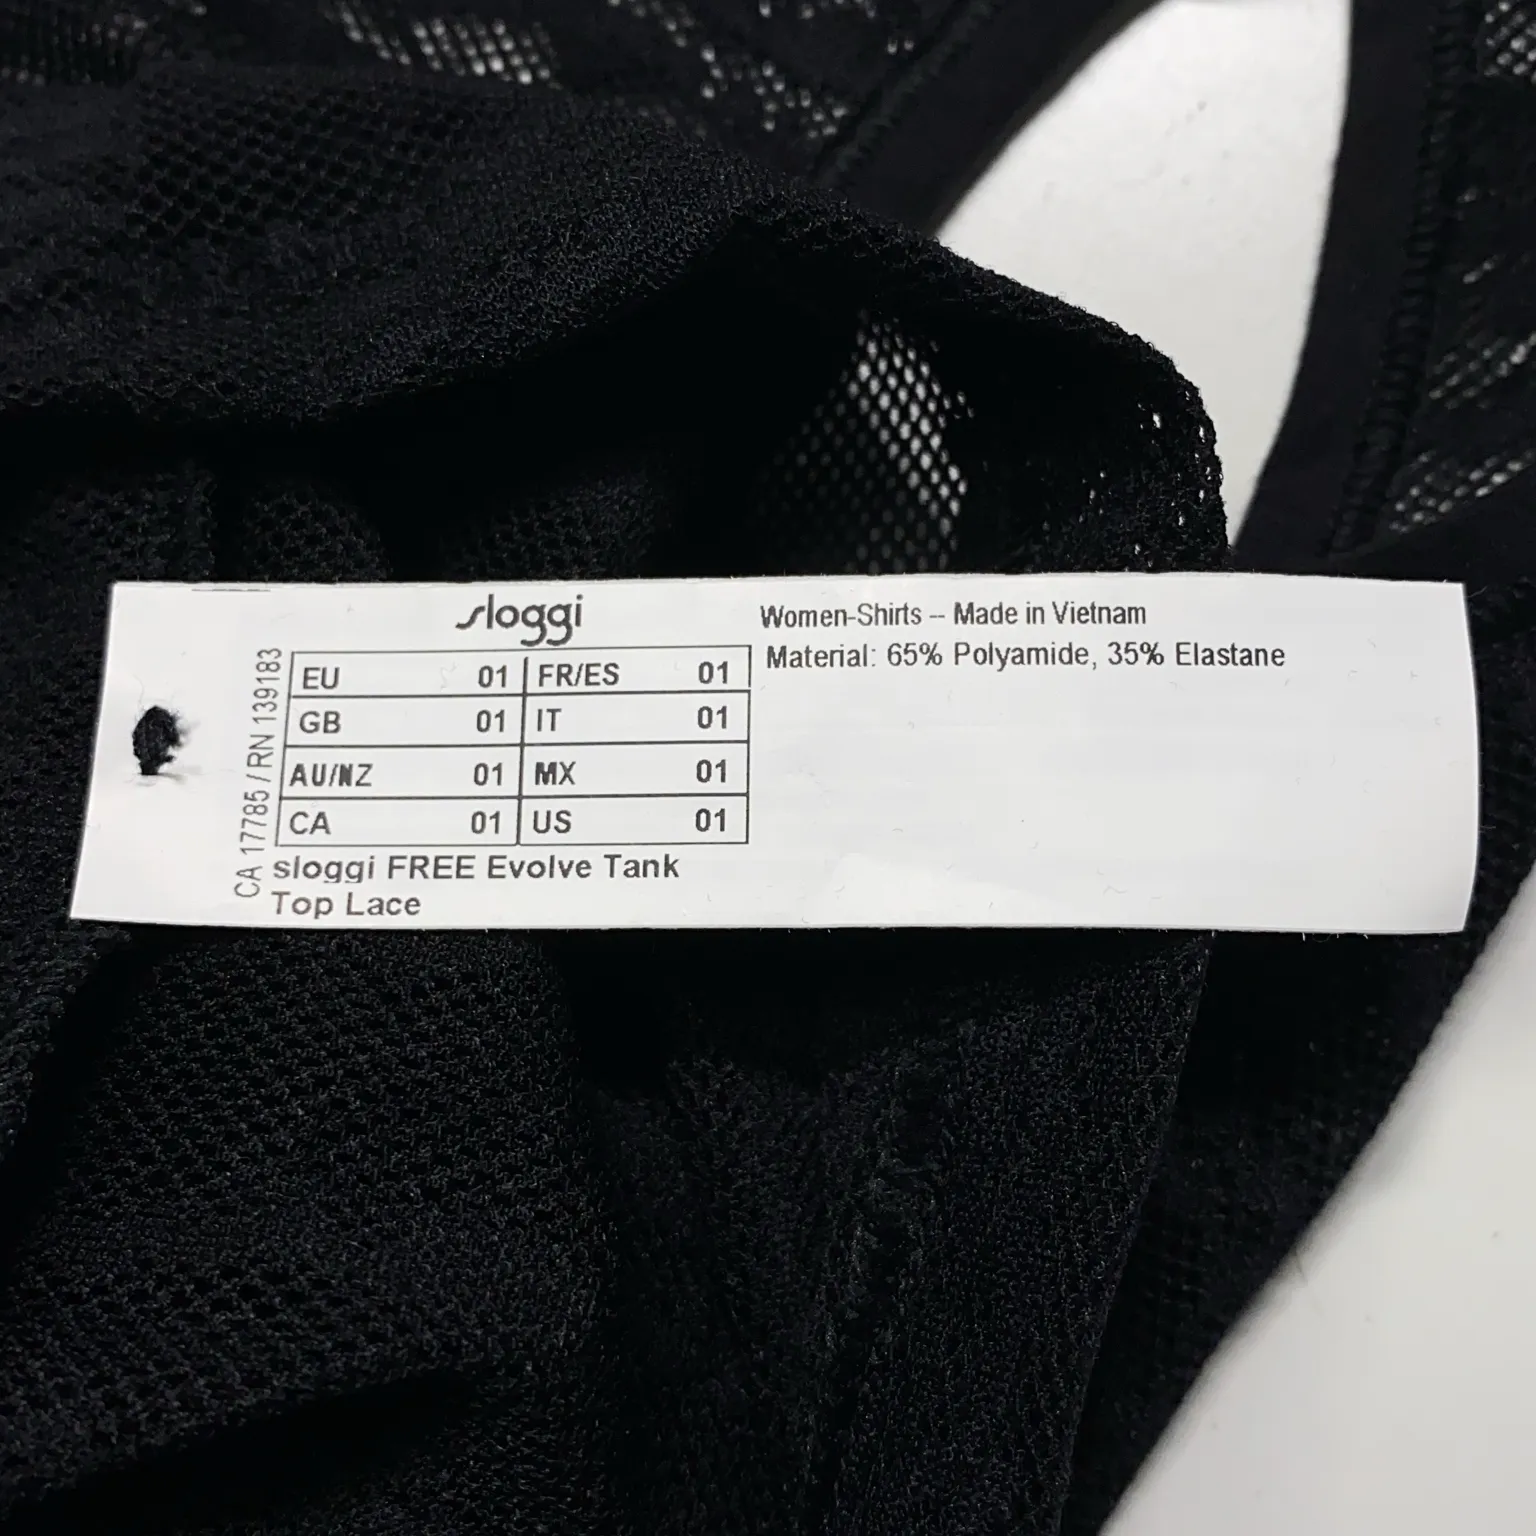 sloggi
CA 17785 / RN 139183
EU 01 FR/ES 01
GB 01 IT 01
AU/NZ 01 MX 01
CA 01 US 01
sloggi FREE Evolve Tank
Top Lace
Women-Shirts – Made in Vietnam
Material: 65% Polyamide, 35% Elastane